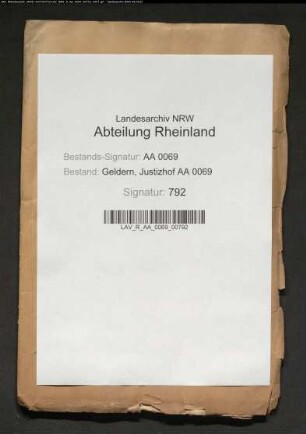 Landesarchiv NRW
Abteilung Rheinland
Bestands-Signatur: AA 0069
Bestand: Geldern, Justizhof AA 0069
Signatur: 792
LAV_R_AA_0069_00792